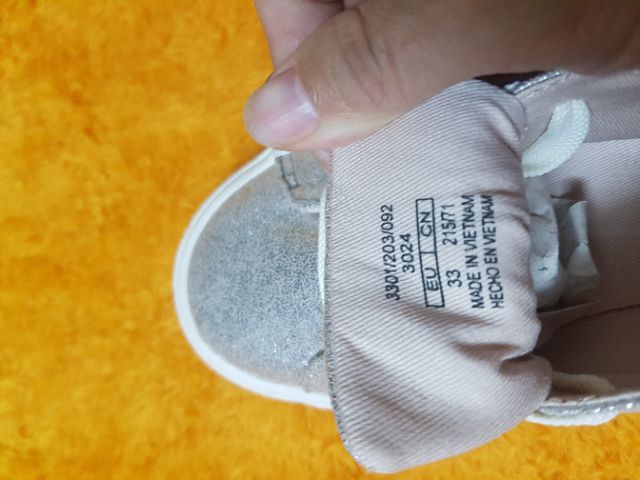 3301/203/092
3024
EU CN
33 215/71
MADE IN VIETNAM
HECHO EN VIETNAM